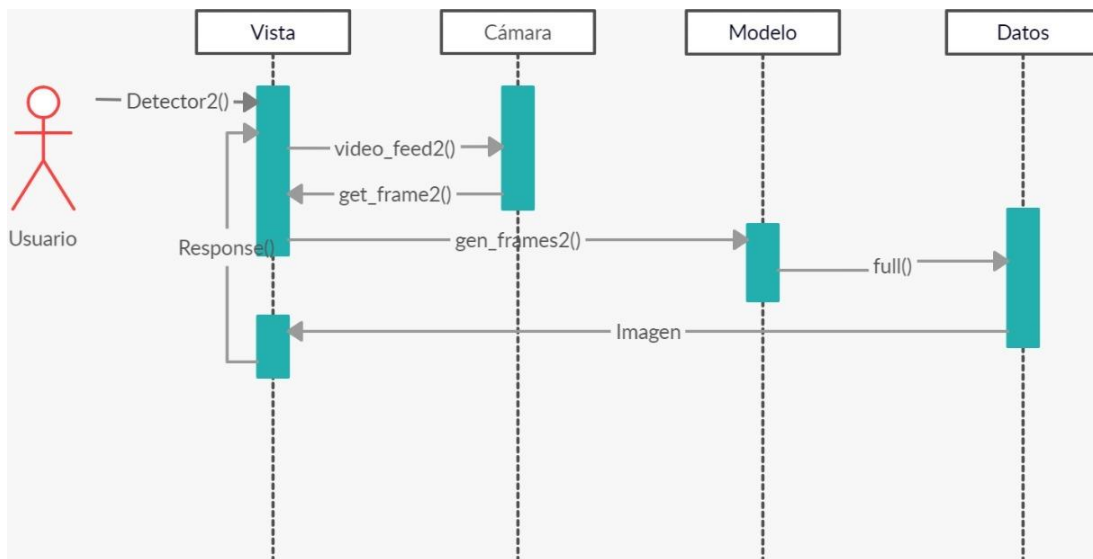 Vista
Cámara
Modelo
Datos
Detector2()
video_feed2()
get_frame2()
Usuario
Response()
gen_frames2()
full()
Imagen